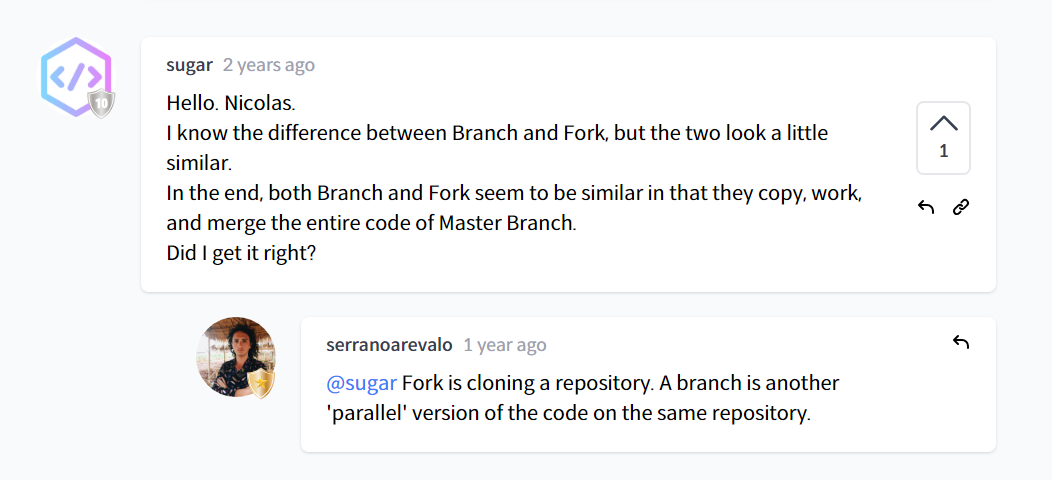 sugar 2 years ago
Hello. Nicolas.
I know the difference between Branch and Fork, but the two look a little
similar.
In the end, both Branch and Fork seem to be similar in that they copy, work,
and merge the entire code of Master Branch.
Did I get it right?
1
10
serranoarevalo 1 year ago
@sugar Fork is cloning a repository. A branch is another
'parallel' version of the code on the same repository.